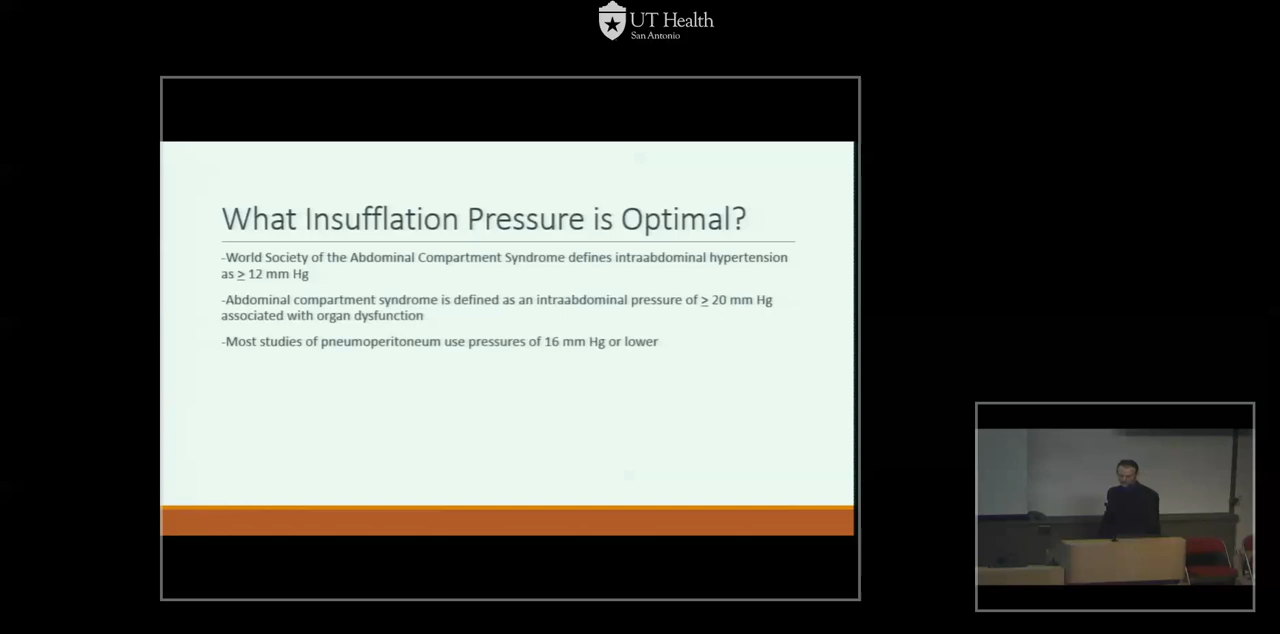 UT Health
San Antonio
What Insufflation Pressure is Optimal?
-World Society of the Abdominal Compartment Syndrome defines intraabdominal hypertension
as ≥ 12 mm Hg
-Abdominal compartment syndrome is defined as an intraabdominal pressure of ≥ 20 mm Hg
associated with organ dysfunction
-Most studies of pneumoperitoneum use pressures of 16 mm Hg or lower